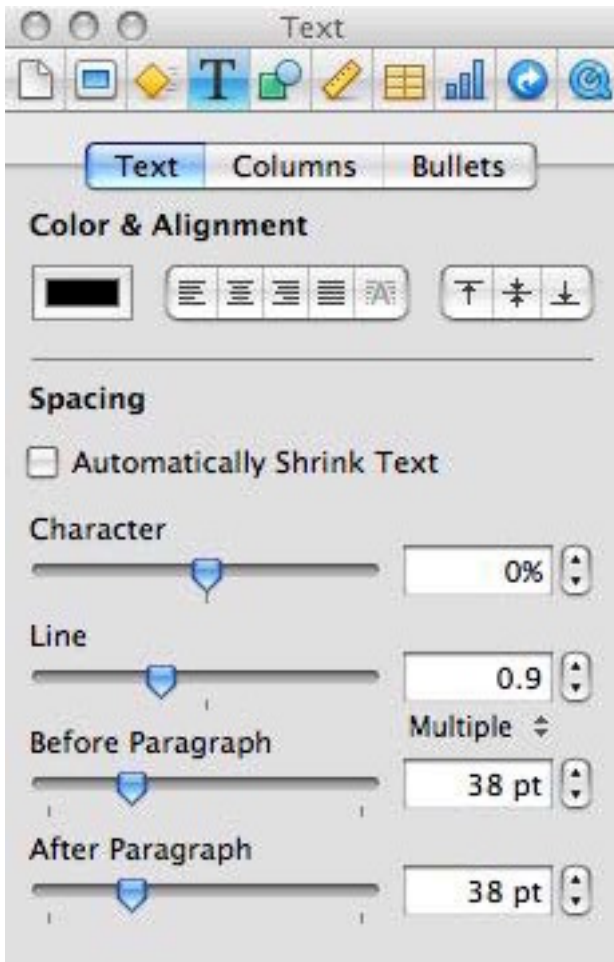 Text
T
Text Columns Bullets
Color & Alignment
A
Spacing
Automatically Shrink Text
Character
0%
Line
0.9
Multiple
Before Paragraph
38 pt
After Paragraph
38 pt